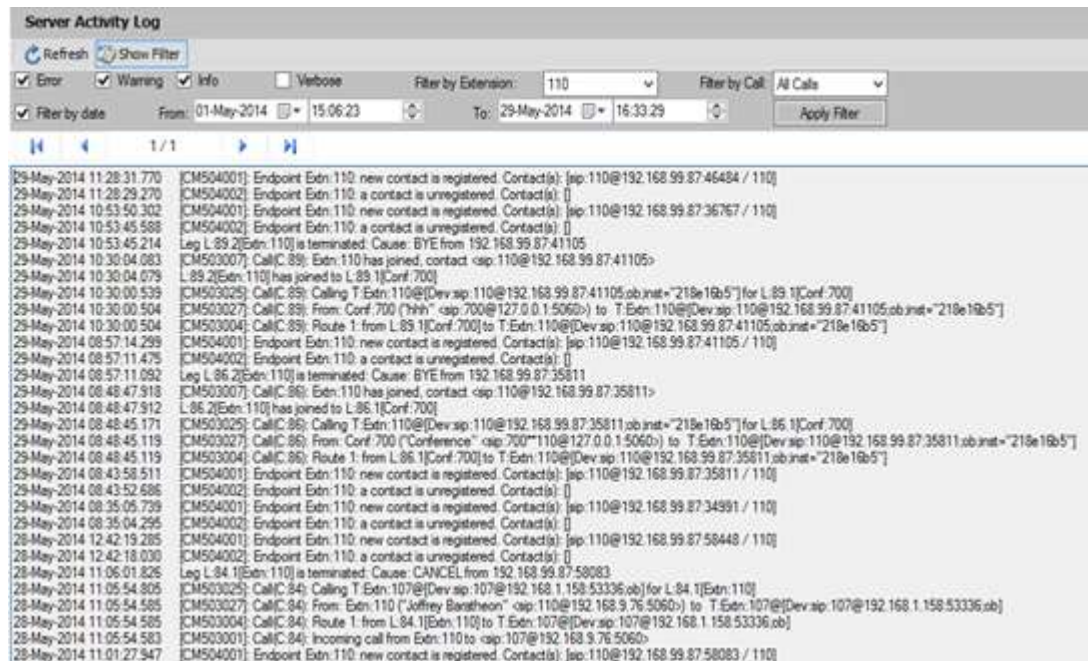 Server Activity Log
Refresh Show Filter
Error Warning Info Verbose Filter by Extension: 110 Filter by Call: All Calls
Filter by date From: 01-May-2014 15:06:23 To: 29-May-2014 16:33:29 Apply Filter
1 / 1
29-May-2014 11:28:31.770 [CM504001]: Endpoint Extn:110: new contact is registered. Contact(s): [sip:110@192.168.99.87:46484 / 110]
29-May-2014 11:28:29.270 [CM504002]: Endpoint Extn:110: a contact is unregistered. Contact(s): []
29-May-2014 10:53:50.302 [CM504001]: Endpoint Extn:110: new contact is registered. Contact(s): [sip:110@192.168.99.87:36767 / 110]
29-May-2014 10:53:45.588 [CM504002]: Endpoint Extn:110: a contact is unregistered. Contact(s): []
29-May-2014 10:53:45.214 Leg L:89.2[Extn:110] is terminated: Cause: BYE from 192.168.99.87:41105
29-May-2014 10:30:04.083 [CM503007]: Call(C:89): Extn:110 has joined, contact <sip:110@192.168.99.87:41105>
29-May-2014 10:30:04.079 L:89.2[Extn:110] has joined to L:89.1[Conf:700]
29-May-2014 10:30:00.539 [CM503025]: Call(C:89): Calling T:Extn:110@[Dev:sip:110@192.168.99.87:41105;ob;inst="218e16b5"] for L:89.1[Conf:700]
29-May-2014 10:30:00.504 [CM503027]: Call(C:89): From: Conf:700 ("hhh" <sip:700@127.0.0.1:5060>) to T:Extn:110@[Dev:sip:110@192.168.99.87:41105;ob;inst="218e16b5"]
29-May-2014 10:30:00.504 [CM503004]: Call(C:89): Route 1: from L:89.1[Conf:700] to T:Extn:110@[Dev:sip:110@192.168.99.87:41105;ob;inst="218e16b5"]
29-May-2014 08:57:14.299 [CM504001]: Endpoint Extn:110: new contact is registered. Contact(s): [sip:110@192.168.99.87:41105 / 110]
29-May-2014 08:57:11.475 [CM504002]: Endpoint Extn:110: a contact is unregistered. Contact(s): []
29-May-2014 08:57:11.092 Leg L:86.2[Extn:110] is terminated: Cause: BYE from 192.168.99.87:35811
29-May-2014 08:48:47.918 [CM503007]: Call(C:86): Extn:110 has joined, contact <sip:110@192.168.99.87:35811>
29-May-2014 08:48:47.912 L:86.2[Extn:110] has joined to L:86.1[Conf:700]
29-May-2014 08:48:45.171 [CM503025]: Call(C:86): Calling T:Extn:110@[Dev:sip:110@192.168.99.87:35811;ob;inst="218e16b5"] for L:86.1[Conf:700]
29-May-2014 08:48:45.119 [CM503027]: Call(C:86): From: Conf:700 ("Conference" <sip:700**110@127.0.0.1:5060>) to T:Extn:110@[Dev:sip:110@192.168.99.87:35811;ob;inst="218e16b5"]
29-May-2014 08:48:45.119 [CM503004]: Call(C:86): Route 1: from L:86.1[Conf:700] to T:Extn:110@[Dev:sip:110@192.168.99.87:35811;ob;inst="218e16b5"]
29-May-2014 08:43:58.511 [CM504001]: Endpoint Extn:110: new contact is registered. Contact(s): [sip:110@192.168.99.87:35811 / 110]
29-May-2014 08:43:52.686 [CM504002]: Endpoint Extn:110: a contact is unregistered. Contact(s): []
29-May-2014 08:35:05.739 [CM504001]: Endpoint Extn:110: new contact is registered. Contact(s): [sip:110@192.168.99.87:34991 / 110]
29-May-2014 08:35:04.295 [CM504002]: Endpoint Extn:110: a contact is unregistered. Contact(s): []
28-May-2014 12:42:19.285 [CM504001]: Endpoint Extn:110: new contact is registered. Contact(s): [sip:110@192.168.99.87:58448 / 110]
28-May-2014 12:42:18.030 [CM504002]: Endpoint Extn:110: a contact is unregistered. Contact(s): []
28-May-2014 11:06:01.826 Leg L:84.1[Extn:110] is terminated: Cause: CANCEL from 192.168.99.87:58083
28-May-2014 11:05:54.805 [CM503025]: Call(C:84): Calling T:Extn:107@[Dev:sip:107@192.168.1.158:53336;ob] for L:84.1[Extn:110]
28-May-2014 11:05:54.585 [CM503027]: Call(C:84): From: Extn:110 ("Joffrey Baratheon" <sip:110@192.168.9.76:5060>) to T:Extn:107@[Dev:sip:107@192.168.1.158:53336;ob]
28-May-2014 11:05:54.585 [CM503004]: Call(C:84): Route 1: from L:84.1[Extn:110] to T:Extn:107@[Dev:sip:107@192.168.1.158:53336;ob]
28-May-2014 11:05:54.583 [CM503001]: Call(C:84): Incoming call from Extn:110 to <sip:107@192.168.9.76:5060>
28-May-2014 11:01:27.947 [CM504001]: Endpoint Extn:110: new contact is registered. Contact(s): [sip:110@192.168.99.87:58083 / 110]